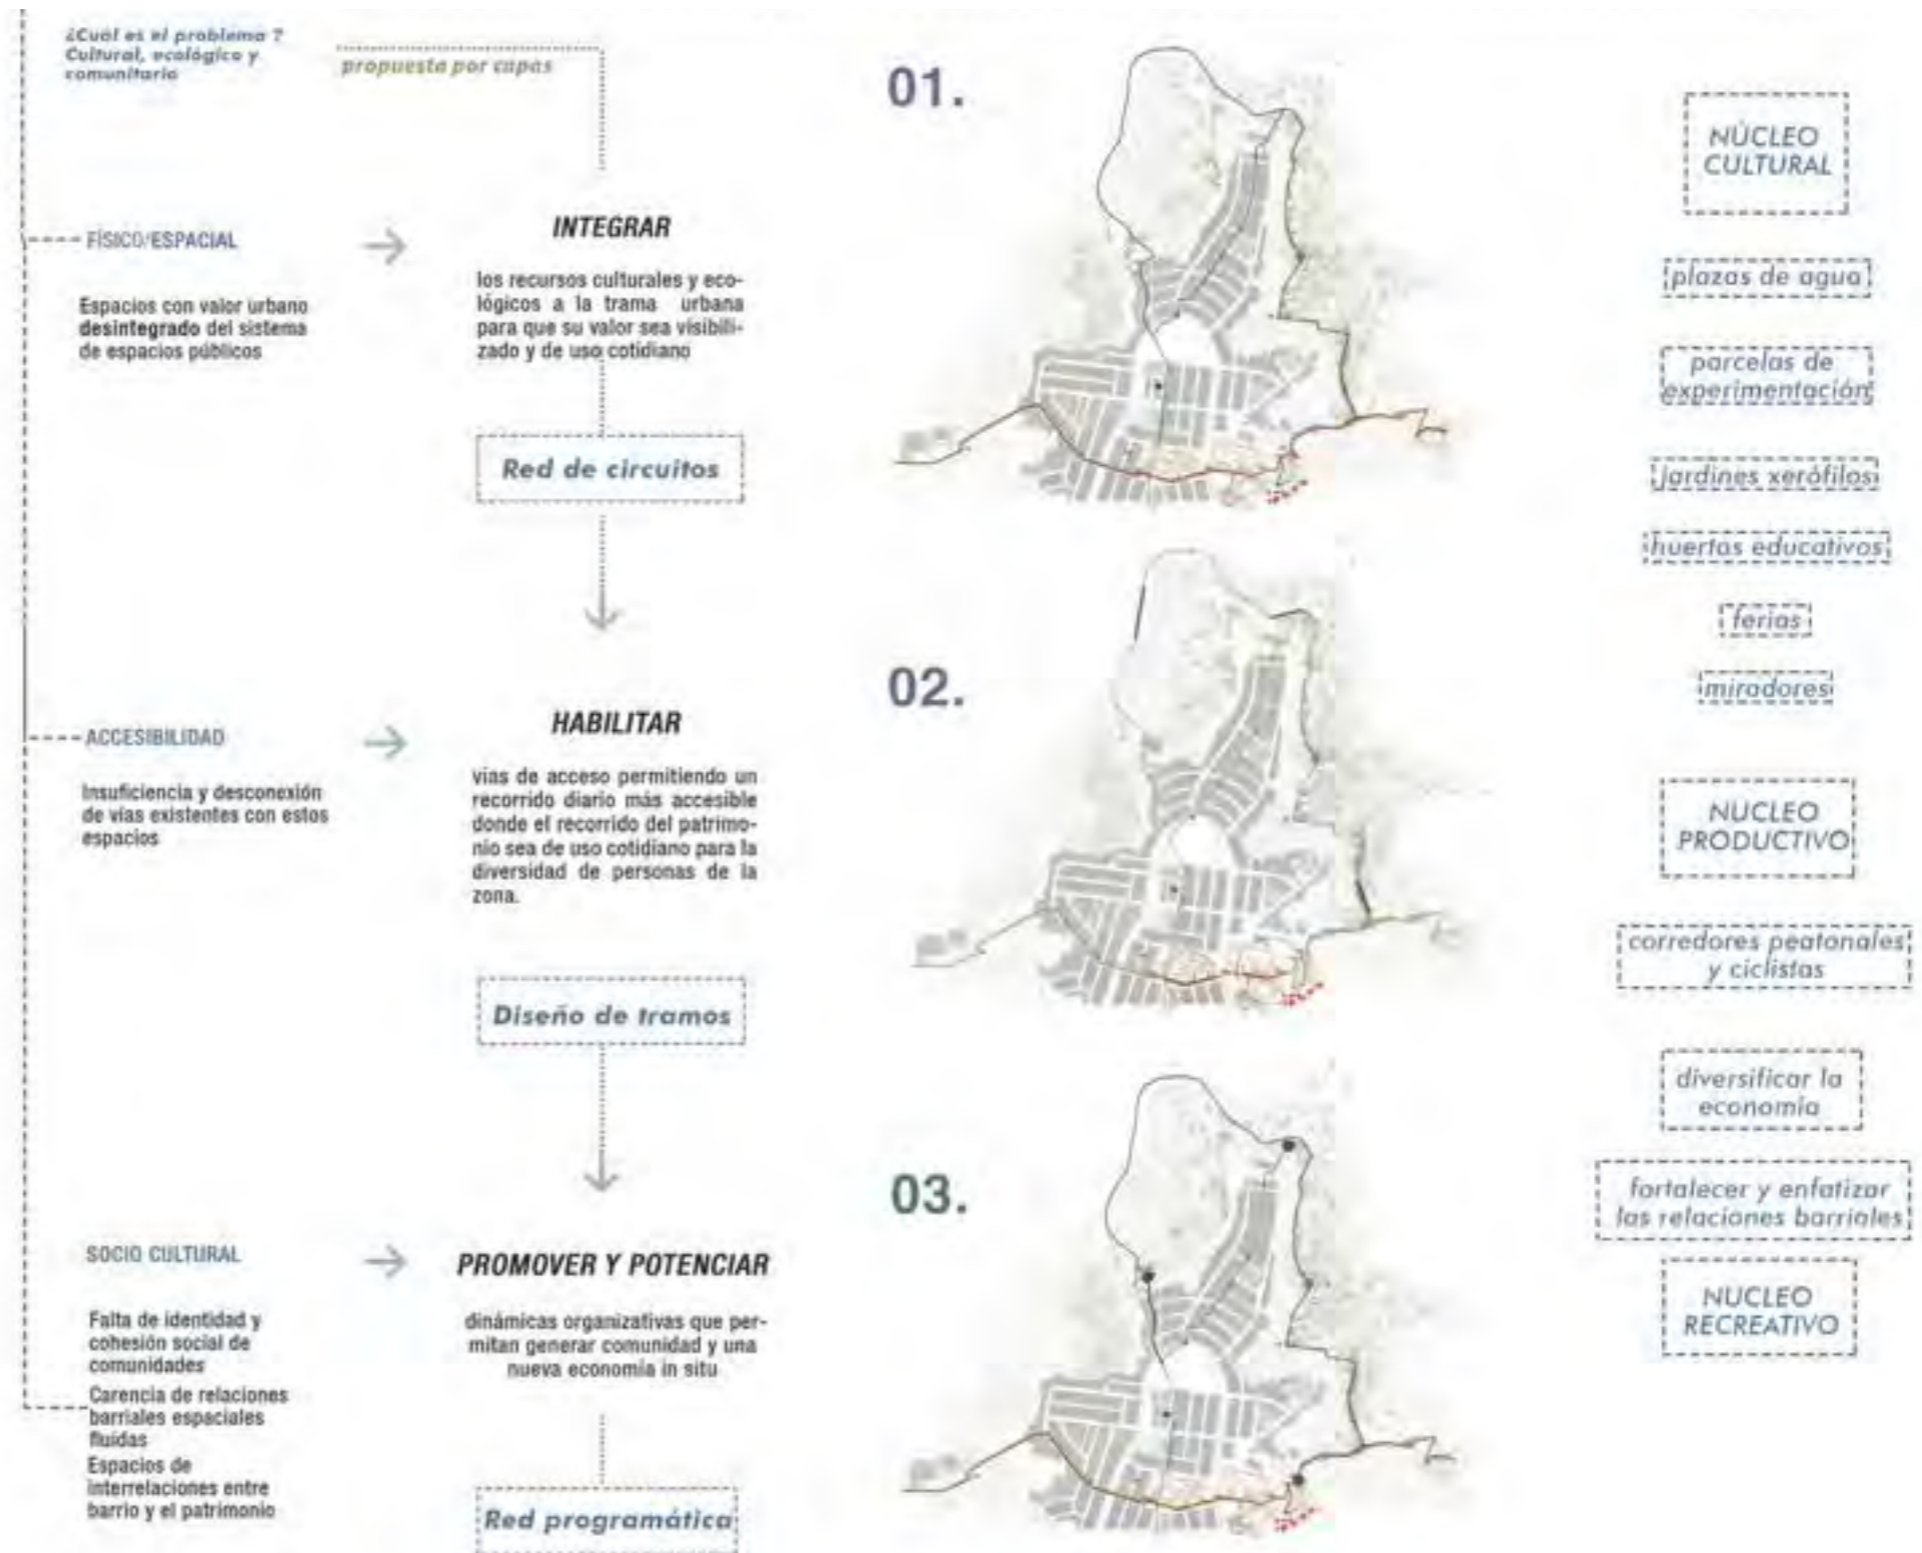 ¿Cuál es el problema ?
Cultural, ecológico y
comunitario
propuesta por capas
FÍSICO/ESPACIAL
Espacios con valor urbano
desintegrado del sistema
de espacios públicos
INTEGRAR
los recursos culturales y eco-
lógicos a la trama urbana
para que su valor sea visibili-
zado y de uso cotidiano
Red de circuitos
ACCESIBILIDAD
Insuficiencia y desconexión
de vías existentes con estos
espacios
HABILITAR
vías de acceso permitiendo un
recorrido diario más accesible
donde el recorrido del patrimo-
nio sea de uso cotidiano para la
diversidad de personas de la
zona.
Diseño de tramos
SOCIO CULTURAL
Falta de identidad y
cohesión social de
comunidades
Carencia de relaciones
barriales espaciales
fluidas
Espacios de
interrelaciones entre
barrio y el patrimonio
PROMOVER Y POTENCIAR
dinámicas organizativas que per-
mitan generar comunidad y una
nueva economía in situ
Red programática
01.
02.
03.
NÚCLEO
CULTURAL
plazas de agua
parcelas de
experimentación
jardines xerófilos
huertas educativos
ferias
miradores
NUCLEO
PRODUCTIVO
corredores peatonales
y ciclistas
diversificar la
economía
fortalecer y enfatizar
las relaciones barriales
NUCLEO
RECREATIVO